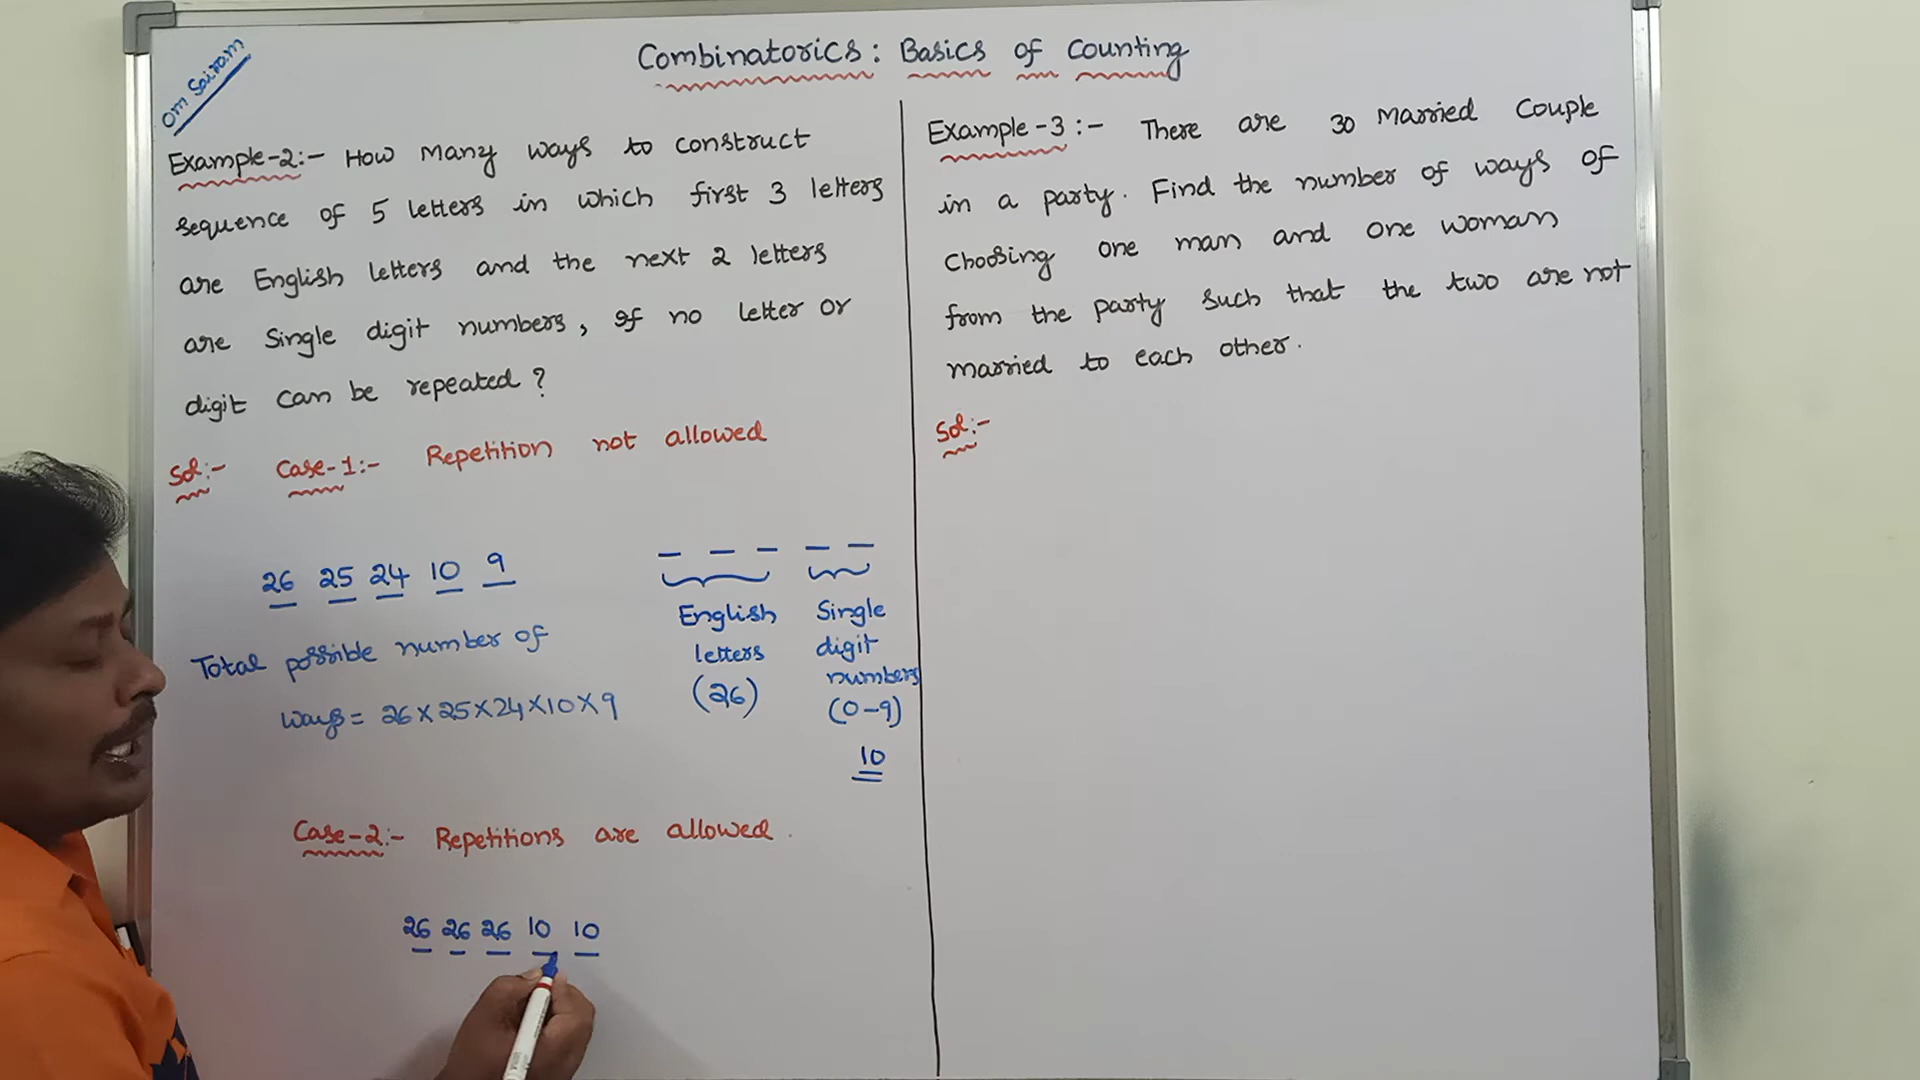 Om Sairam
Combinatorics: Basics of Counting
Example-2:- How many ways to construct
sequence of 5 letters in which first 3 letters
are English letters and the next 2 letters
are single digit numbers, if no letter or
digit can be repeated?
Sol:- Case-1:- Repetition not allowed
26 25 24 10 9
Total possible number of
ways = 26×25×24×10×9
English
letters
(26)
Single
digit
numbers
(0-9)
10
Case-2:- Repetitions are allowed.
26 26 26 10 10
Example-3:- There are 30 married couple
in a party. Find the number of ways of
choosing one man and one woman
from the party such that the two are not
married to each other.
Sol:-